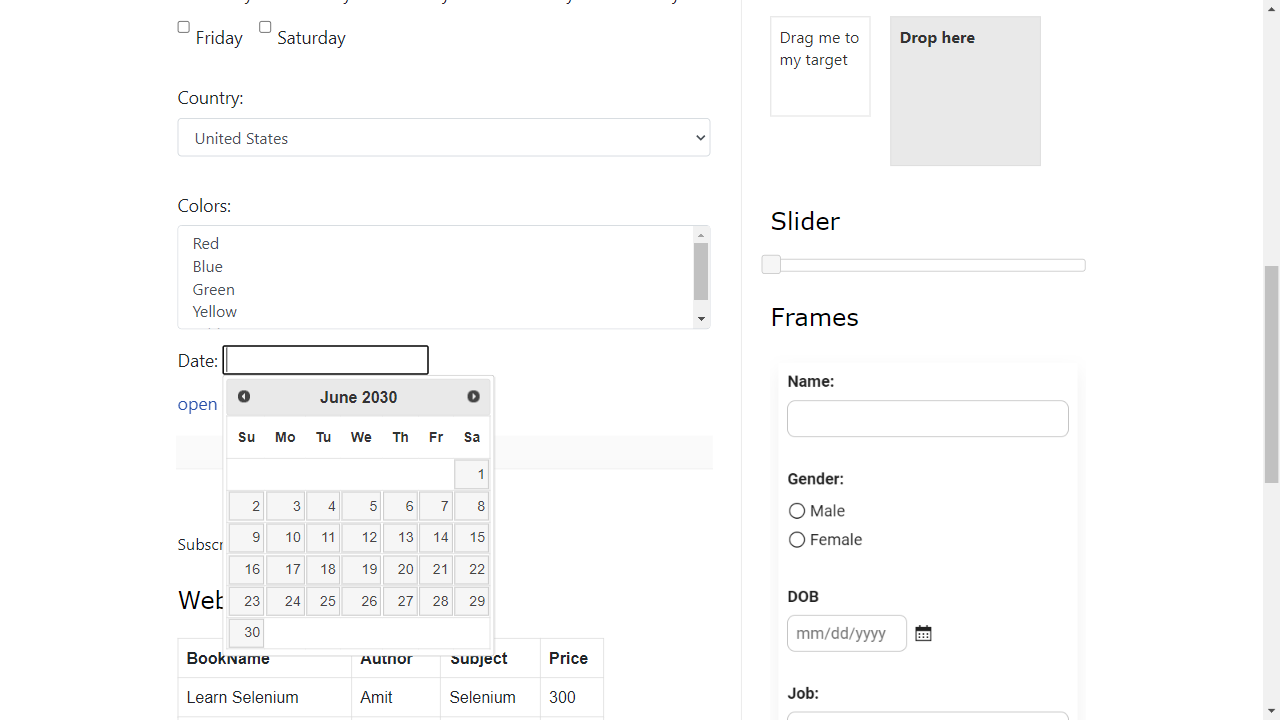 Friday Saturday
Country:
United States
Colors:
Red
Blue
Green
Yellow
Date:
open
June 2030
Su Mo Tu We Th Fr Sa
1
2 3 4 5 6 7 8
9 10 11 12 13 14 15
16 17 18 19 20 21 22
23 24 25 26 27 28 29
30
Subscr
Web
BookName Author Subject Price
Learn Selenium Amit Selenium 300
Drag me to
my target
Drop here
Slider
Frames
Name:
Gender:
Male
Female
DOB
mm/dd/yyyy
Job: